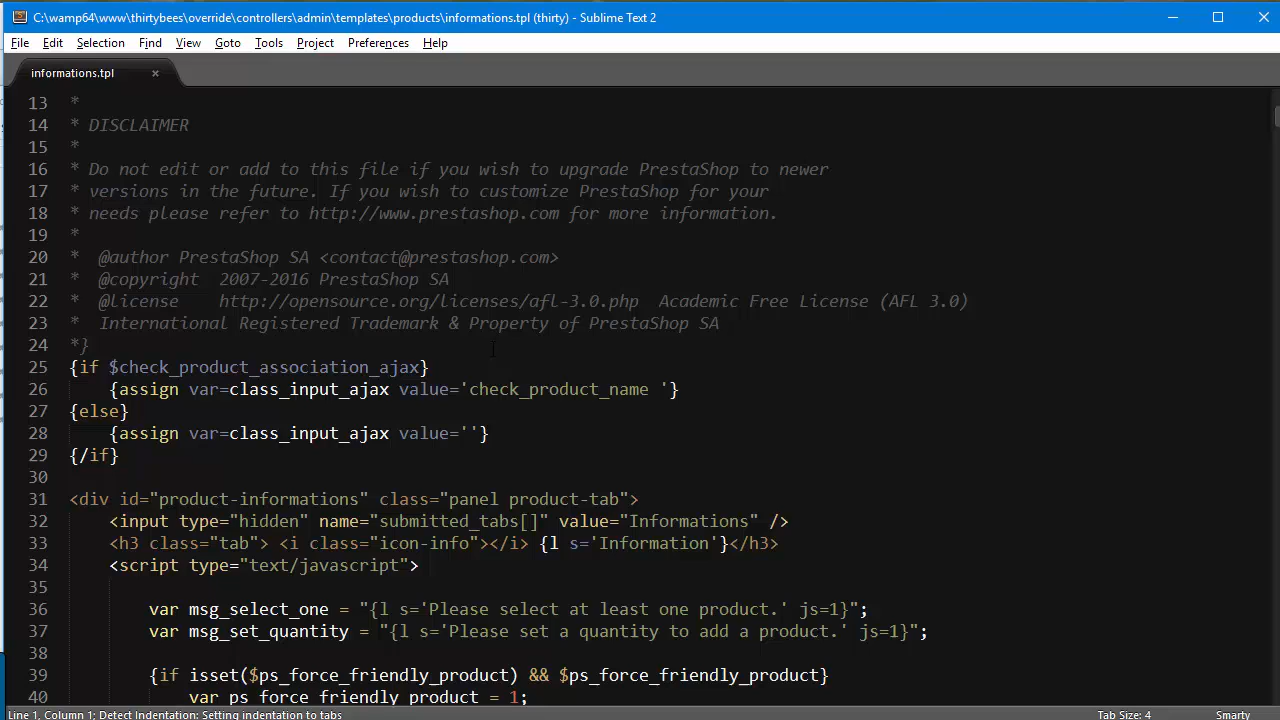 C:\wamp64\www\thirtybees\override\controllers\admin\templates\products\informations.tpl (thirty) - Sublime Text 2
File Edit Selection Find View Goto Tools Project Preferences Help
informations.tpl ×
13 *
14 * DISCLAIMER
15 *
16 * Do not edit or add to this file if you wish to upgrade PrestaShop to newer
17 * versions in the future. If you wish to customize PrestaShop for your
18 * needs please refer to http://www.prestashop.com for more information.
19 *
20 *  @author PrestaShop SA <contact@prestashop.com>
21 *  @copyright  2007-2016 PrestaShop SA
22 *  @license    http://opensource.org/licenses/afl-3.0.php  Academic Free License (AFL 3.0)
23 *  International Registered Trademark & Property of PrestaShop SA
24 *}
25 {if $check_product_association_ajax}
26     {assign var=class_input_ajax value='check_product_name '}
27 {else}
28     {assign var=class_input_ajax value=''}
29 {/if}
30
31 <div id="product-informations" class="panel product-tab">
32     <input type="hidden" name="submitted_tabs[]" value="Informations" />
33     <h3 class="tab"> <i class="icon-info"></i> {l s='Information'}</h3>
34     <script type="text/javascript">
35
36         var msg_select_one = "{l s='Please select at least one product.' js=1}";
37         var msg_set_quantity = "{l s='Please set a quantity to add a product.' js=1}";
38
39         {if isset($ps_force_friendly_product) && $ps_force_friendly_product}
40             var ps_force_friendly_product = 1;
Line 1, Column 1; Detect Indentation: Setting indentation to tabs Tab Size: 4 Smarty